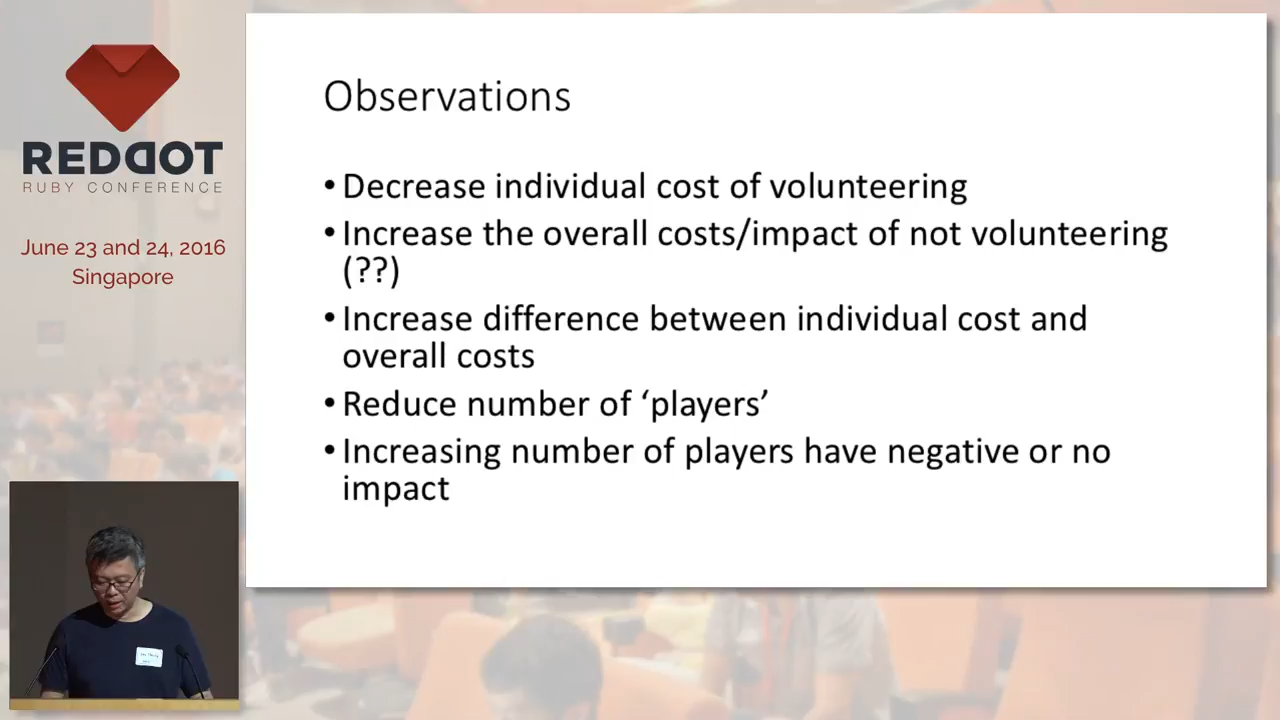 REDDOT
RUBY CONFERENCE
June 23 and 24, 2016
Singapore
Observations
• Decrease individual cost of volunteering
• Increase the overall costs/impact of not volunteering
(??)
• Increase difference between individual cost and
overall costs
• Reduce number of ‘players’
• Increasing number of players have negative or no
impact